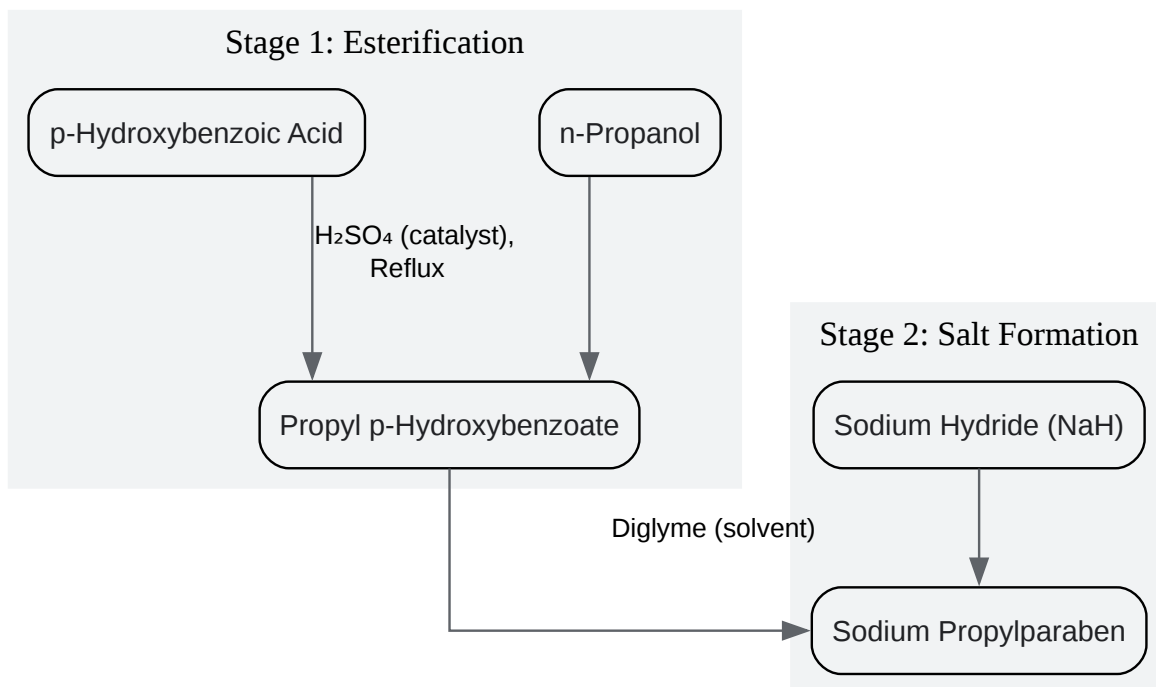 Stage 1: Esterification
p-Hydroxybenzoic Acid
n-Propanol
H₂SO₄ (catalyst),
Reflux
Propyl p-Hydroxybenzoate
Stage 2: Salt Formation
Sodium Hydride (NaH)
Diglyme (solvent)
Sodium Propylparaben